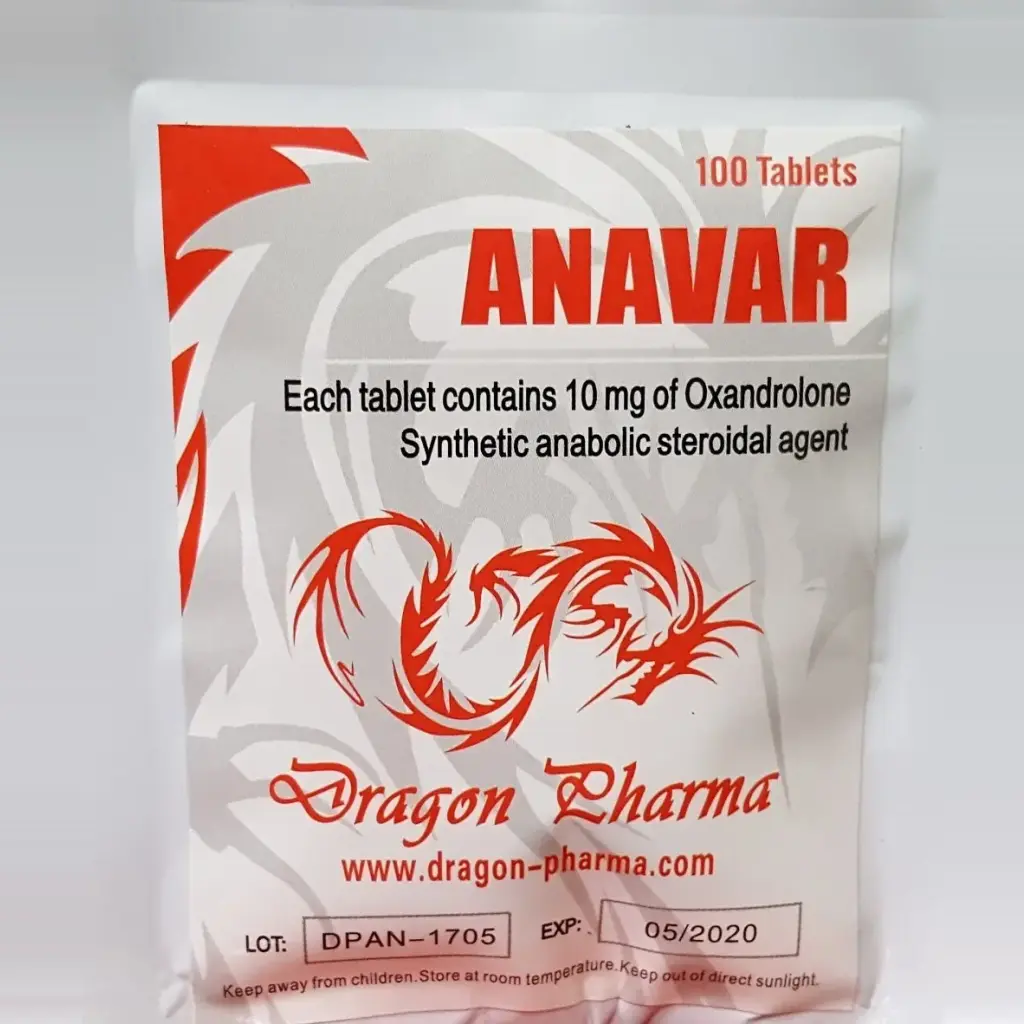 100 Tablets
ANAVAR
Each tablet contains 10 mg of Oxandrolone
Synthetic anabolic steroidal agent
Dragon Pharma
www.dragon-pharma.com
LOT: DPAN-1705 EXP: 05/2020
Keep away from children.Store at room temperature.Keep out of direct sunlight.